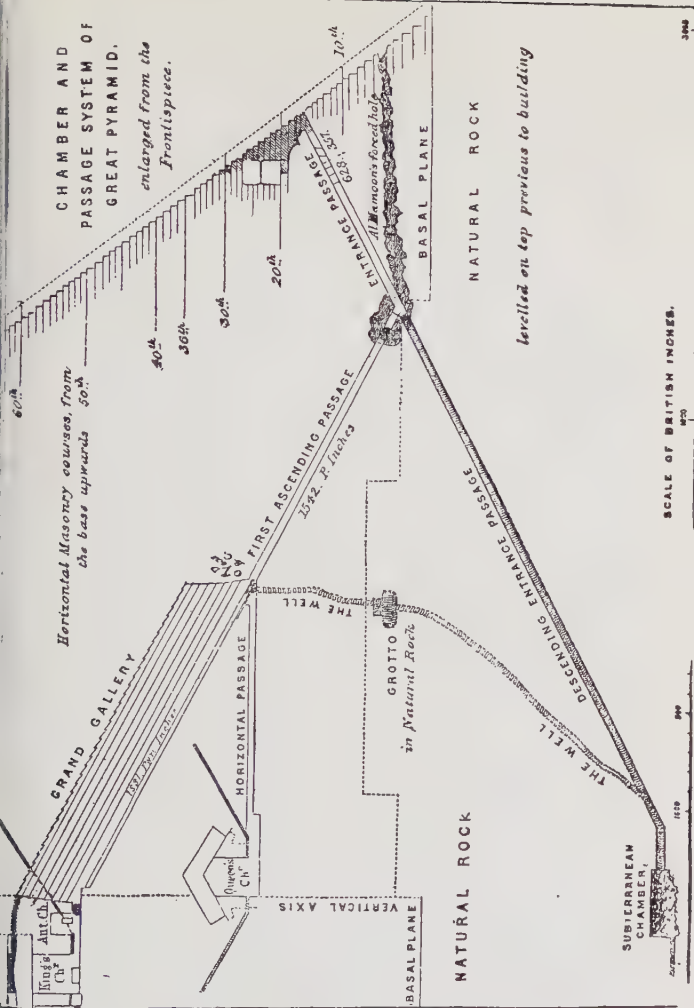 CHAMBER AND
PASSAGE SYSTEM OF
GREAT PYRAMID.
enlarged from the
Frontispiece.
Horizontal Masonry courses, from
the base upwards
60th
50th
40th
36th
30th
20th
10th
ENTRANCE PASSAGE
Al Mamoon's forced hole
BASAL PLANE
NATURAL ROCK
levelled on top previous to building
FIRST ASCENDING PASSAGE
1542. P. Inches
GRAND GALLERY
King's
Chr
Ant. Ch.
HORIZONTAL PASSAGE
Queen's
Chr
THE WELL
GROTTO
in Natural Rock
THE WELL
DESCENDING ENTRANCE PASSAGE
VERTICAL AXIS
BASAL PLANE
NATURAL ROCK
SUBTERRANEAN
CHAMBER.
SCALE OF BRITISH INCHES.